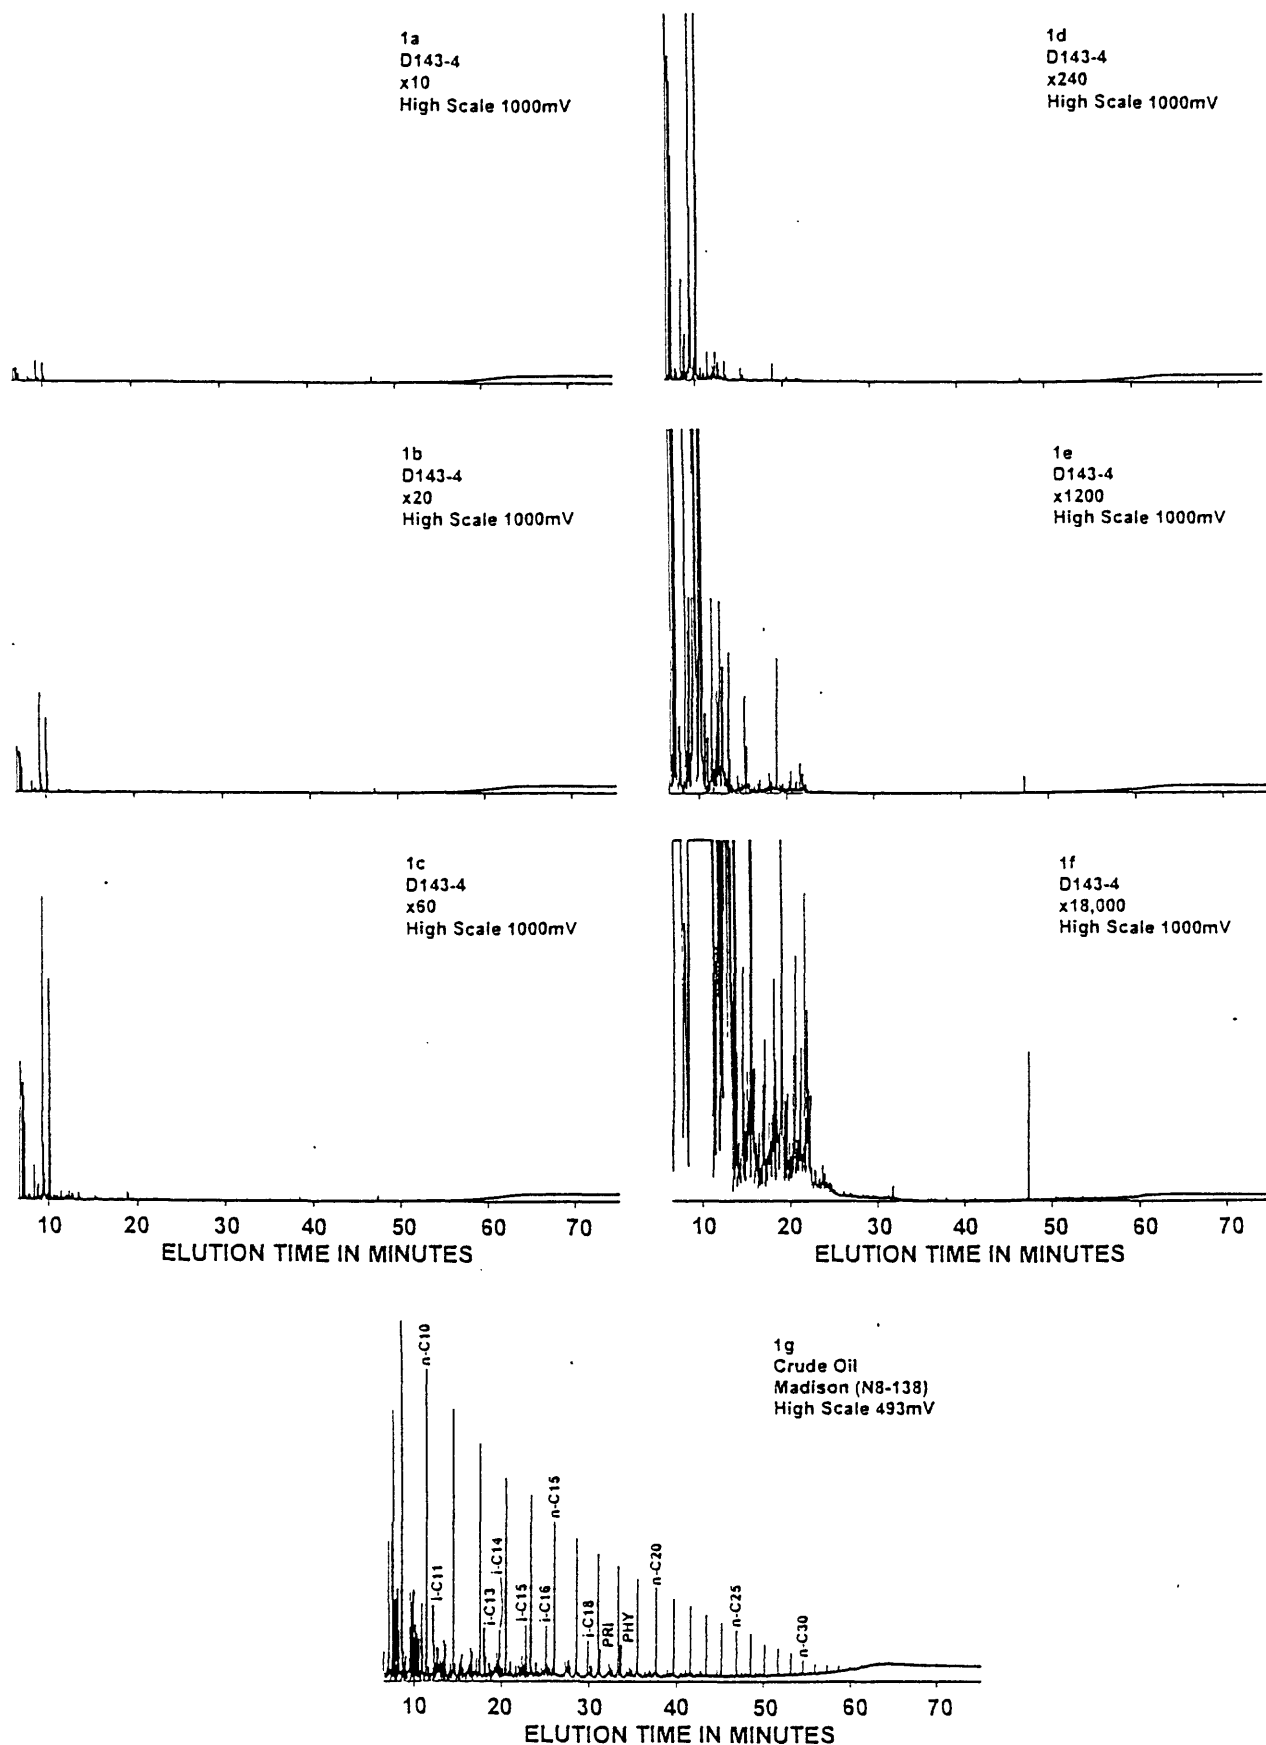 1a
D143-4
x10
High Scale 1000mV
1d
D143-4
x240
High Scale 1000mV
1b
D143-4
x20
High Scale 1000mV
1e
D143-4
x1200
High Scale 1000mV
1c
D143-4
x60
High Scale 1000mV
1f
D143-4
x18,000
High Scale 1000mV
10 20 30 40 50 60 70
ELUTION TIME IN MINUTES
10 20 30 40 50 60 70
ELUTION TIME IN MINUTES
1g
Crude Oil
Madison (N8-138)
High Scale 493mV
n-C10
i-C11
i-C13
i-C14
i-C15
i-C16
n-C15
i-C18
PRI
PHY
n-C20
n-C25
n-C30
10 20 30 40 50 60 70
ELUTION TIME IN MINUTES